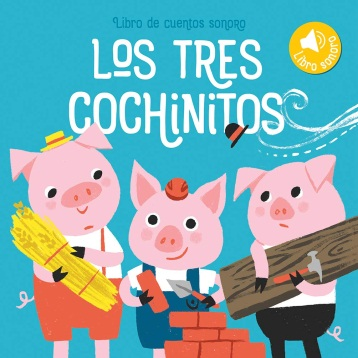 Libro de cuentos sonoro
LOS TRES
COCHINITOS
Libro sonoro